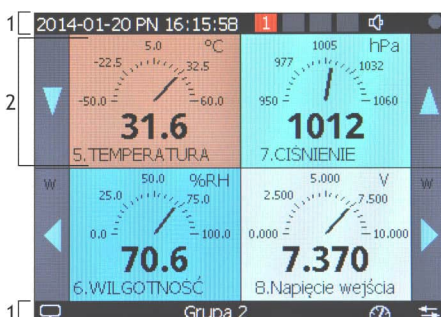 1
2014-01-20 PN 16:15:58 1
2
5.0 °C
-22.5 32.5
-50.0 60.0
31.6
5.TEMPERATURA
1005 hPa
977 1032
950 1060
1012
7.CIŚNIENIE
W
50.0 %RH
25.0 75.0
0.0 100.0
70.6
6.WILGOTNOŚĆ
5.000 V
2.500 7.500
0.000 10.000
7.370
8.Napięcie wejścia
W
1
Grupa 2